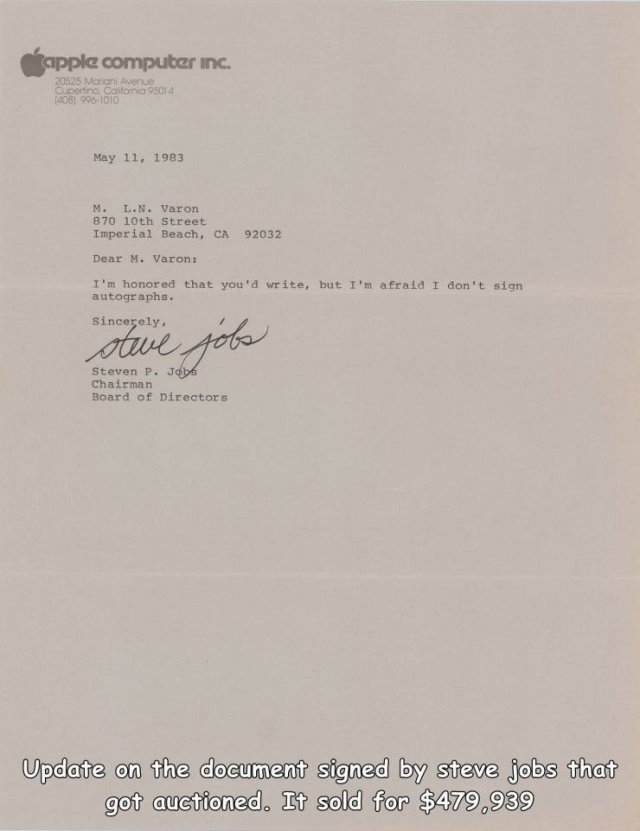 apple computer inc.
20525 Mariani Avenue
Cupertino, California 95014
(408) 996-1010
May 11, 1983
M. L.N. Varon
870 10th Street
Imperial Beach, CA 92032
Dear M. Varon:
I'm honored that you'd write, but I'm afraid I don't sign
autographs.
Sincerely,
steve jobs
Steven P. Jobs
Chairman
Board of Directors
Update on the document signed by steve jobs that
got auctioned. It sold for $479,939